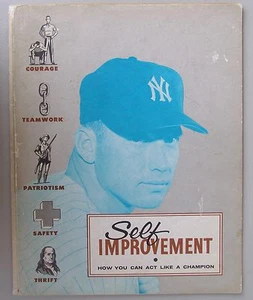 COURAGE
TEAMWORK
PATRIOTISM
SAFETY
THRIFT
NY
Self
IMPROVEMENT
HOW YOU CAN ACT LIKE A CHAMPION